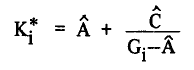 K_i^* = Â + Ĉ / (G_i - Â)